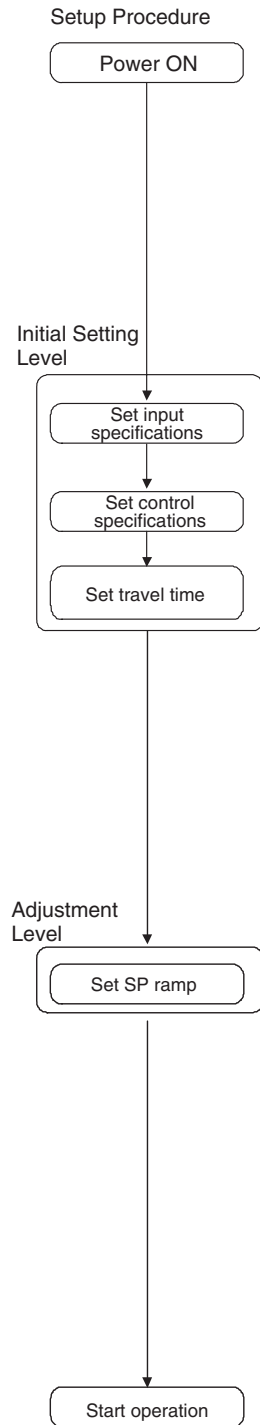 Setup Procedure
Power ON
Initial Setting
Level
Set input
specifications
Set control
specifications
Set travel time
Adjustment
Level
Set SP ramp
Start operation